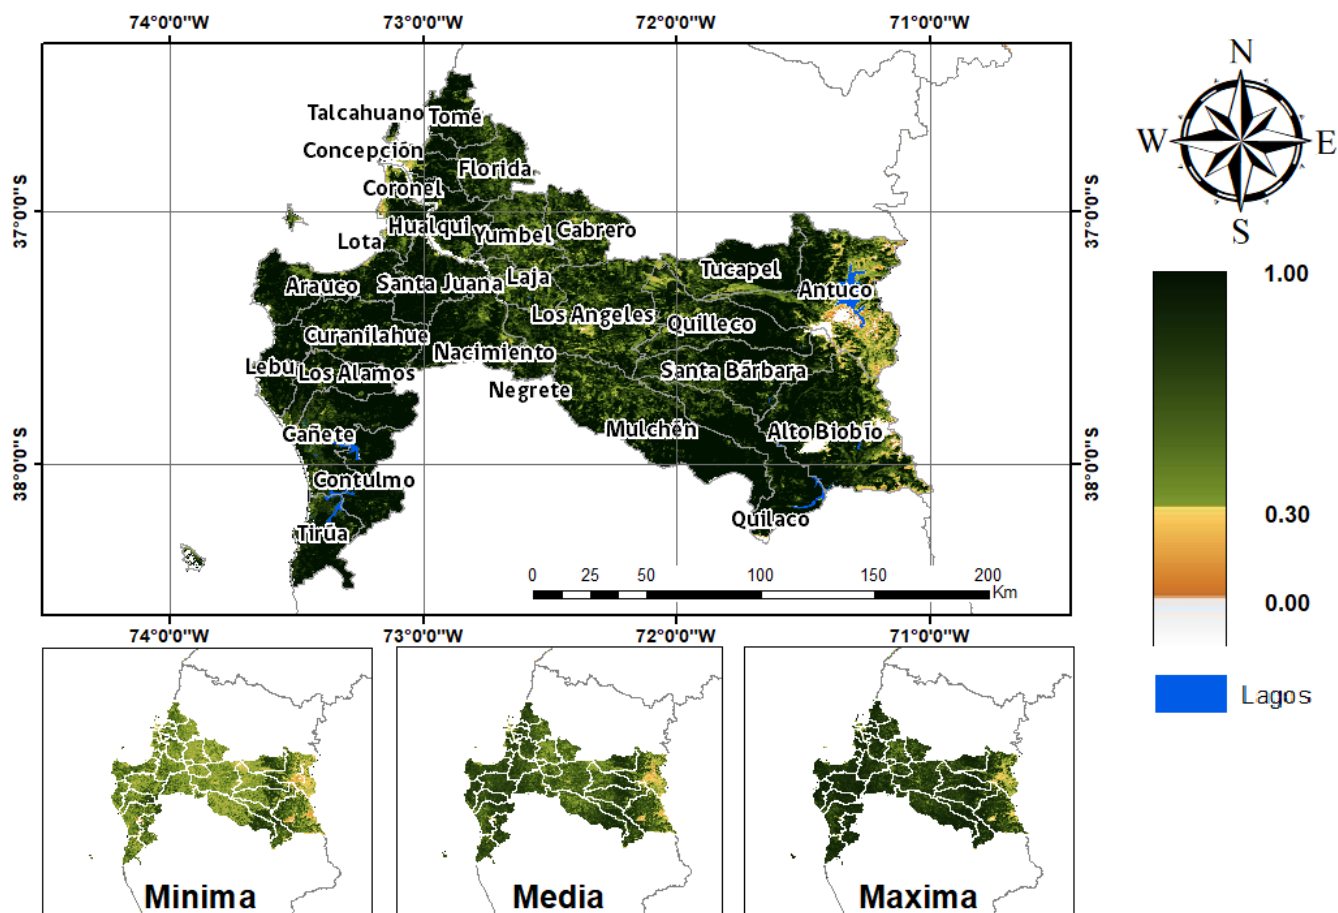 74°0'0"W 73°0'0"W 72°0'0"W 71°0'0"W
N
W E
S
37°0'0"S 37°0'0"S
38°0'0"S 38°0'0"S
Talcahuano Tomé
Concepción
Florida
Coronel
Hualqui Yumbel Cabrero
Lota
Tucapel
Arauco Santa Juana Laja
Antuco
Los Angeles
Quilleco
Curanilahue
Nacimiento
Lebu Los Alamos Santa Bárbara
Negrete
Cañete Mulchén Alto Biobío
Contulmo
Quilaco
Tirúa
0 25 50 100 150 200
Km
74°0'0"W 73°0'0"W 72°0'0"W 71°0'0"W
1.00
0.30
0.00
Lagos
Minima Media Maxima